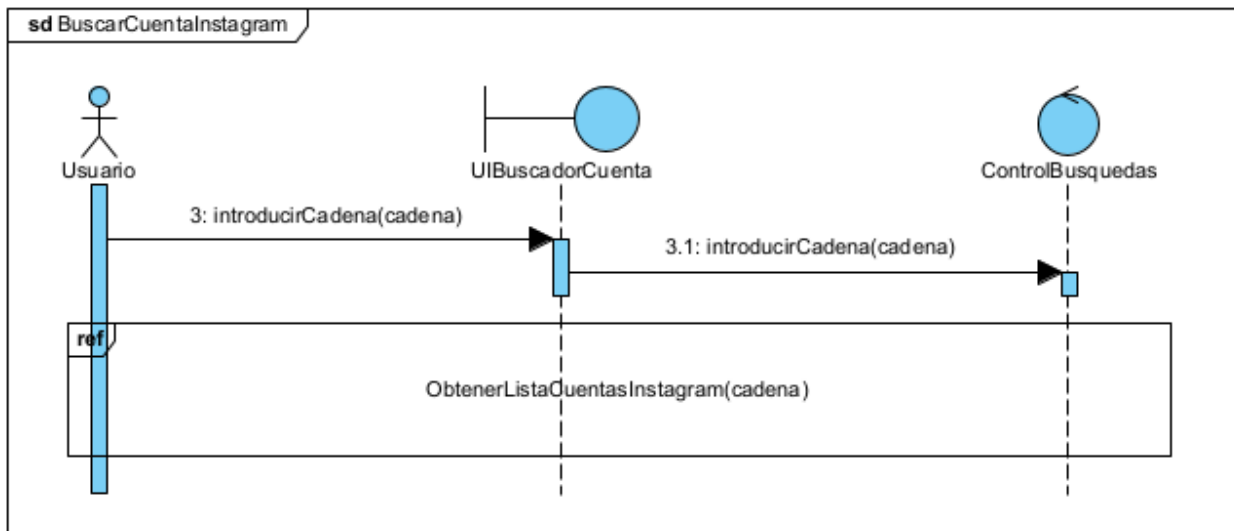 sd BuscarCuentaInstagram
Usuario
UIBuscadorCuenta
ControlBusquedas
3: introducirCadena(cadena)
3.1: introducirCadena(cadena)
ref
ObtenerListaCuentasInstagram(cadena)